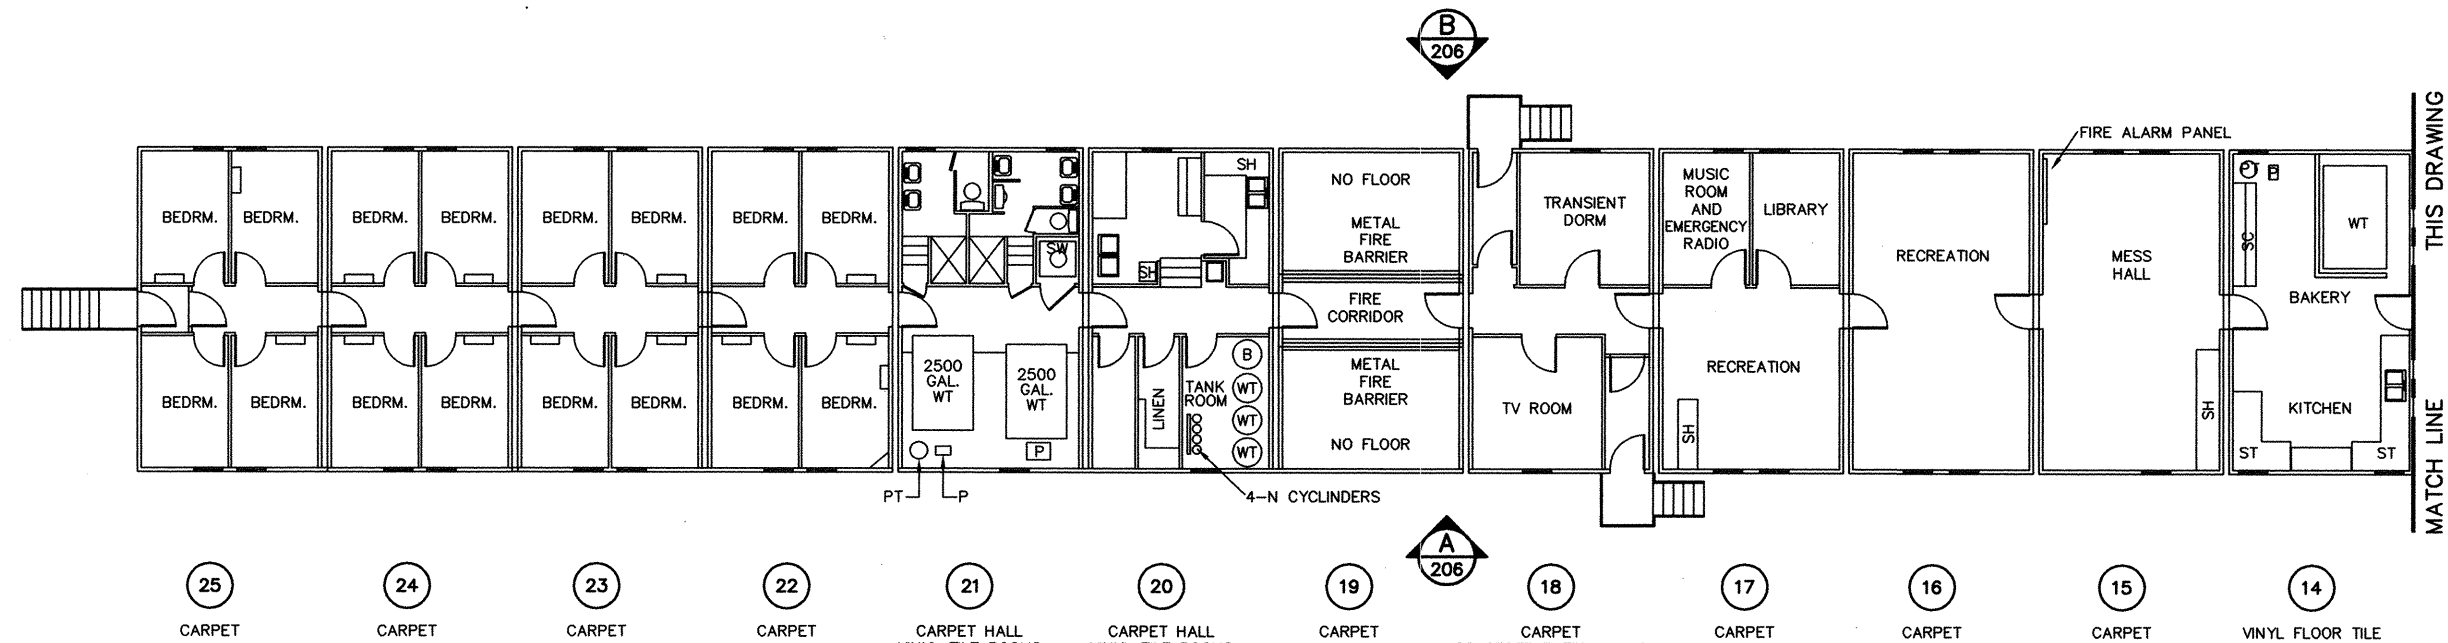 B
206
FIRE ALARM PANEL
THIS DRAWING
MATCH LINE
BEDRM.
BEDRM.
BEDRM.
BEDRM.
BEDRM.
BEDRM.
BEDRM.
BEDRM.
SW
SH
SH
NO FLOOR
METAL
FIRE
BARRIER
TRANSIENT
DORM
MUSIC
ROOM
AND
EMERGENCY
RADIO
LIBRARY
RECREATION
MESS
HALL
SC
WT
BAKERY
FIRE
CORRIDOR
BEDRM.
BEDRM.
BEDRM.
BEDRM.
BEDRM.
BEDRM.
BEDRM.
BEDRM.
2500
GAL.
WT
2500
GAL.
WT
P
PT
P
LINEN
TANK
ROOM
B
WT
WT
WT
4-N CYCLINDERS
METAL
FIRE
BARRIER
NO FLOOR
TV ROOM
RECREATION
SH
SH
KITCHEN
ST
ST
A
206
25
24
23
22
21
20
19
18
17
16
15
14
CARPET
CARPET
CARPET
CARPET
CARPET HALL
CARPET HALL
CARPET
CARPET
CARPET
CARPET
VINYL FLOOR TILE